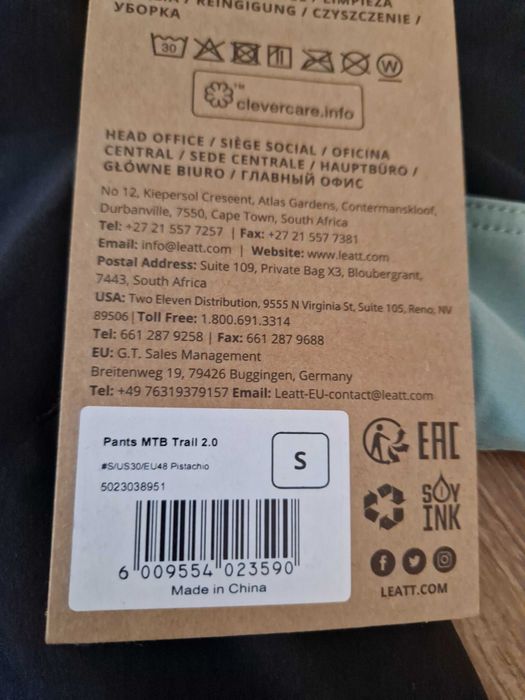 REINIGUNG / CZYSZCZENIE /
УБОРКА
30
W
™
clevercare.info
HEAD OFFICE / SIÈGE SOCIAL / OFICINA
CENTRAL / SEDE CENTRALE / HAUPTBÜRO /
GŁÓWNE BIURO / ГЛАВНЫЙ ОФИС
No 12, Kiepersol Creseent, Atlas Gardens, Contermanskloof,
Durbanville, 7550, Cape Town, South Africa
Tel: +27 21 557 7257 | Fax: +27 21 557 7381
Email: info@leatt.com | Website: www.leatt.com
Postal Address: Suite 109, Private Bag X3, Bloubergrant,
7443, South Africa
USA: Two Eleven Distribution, 9555 N Virginia St, Suite 105, Reno, NV
89506 | Toll Free: 1.800.691.3314
Tel: 661 287 9258 | Fax: 661 287 9688
EU: G.T. Sales Management
Breitenweg 19, 79426 Buggingen, Germany
Tel: +49 76319379157 Email: Leatt-EU-contact@leatt.com
Pants MTB Trail 2.0
#S/US30/EU48 Pistachio
5023038951
S
6 009554 023590
Made in China
EAC
SOY
INK
LEATT.COM